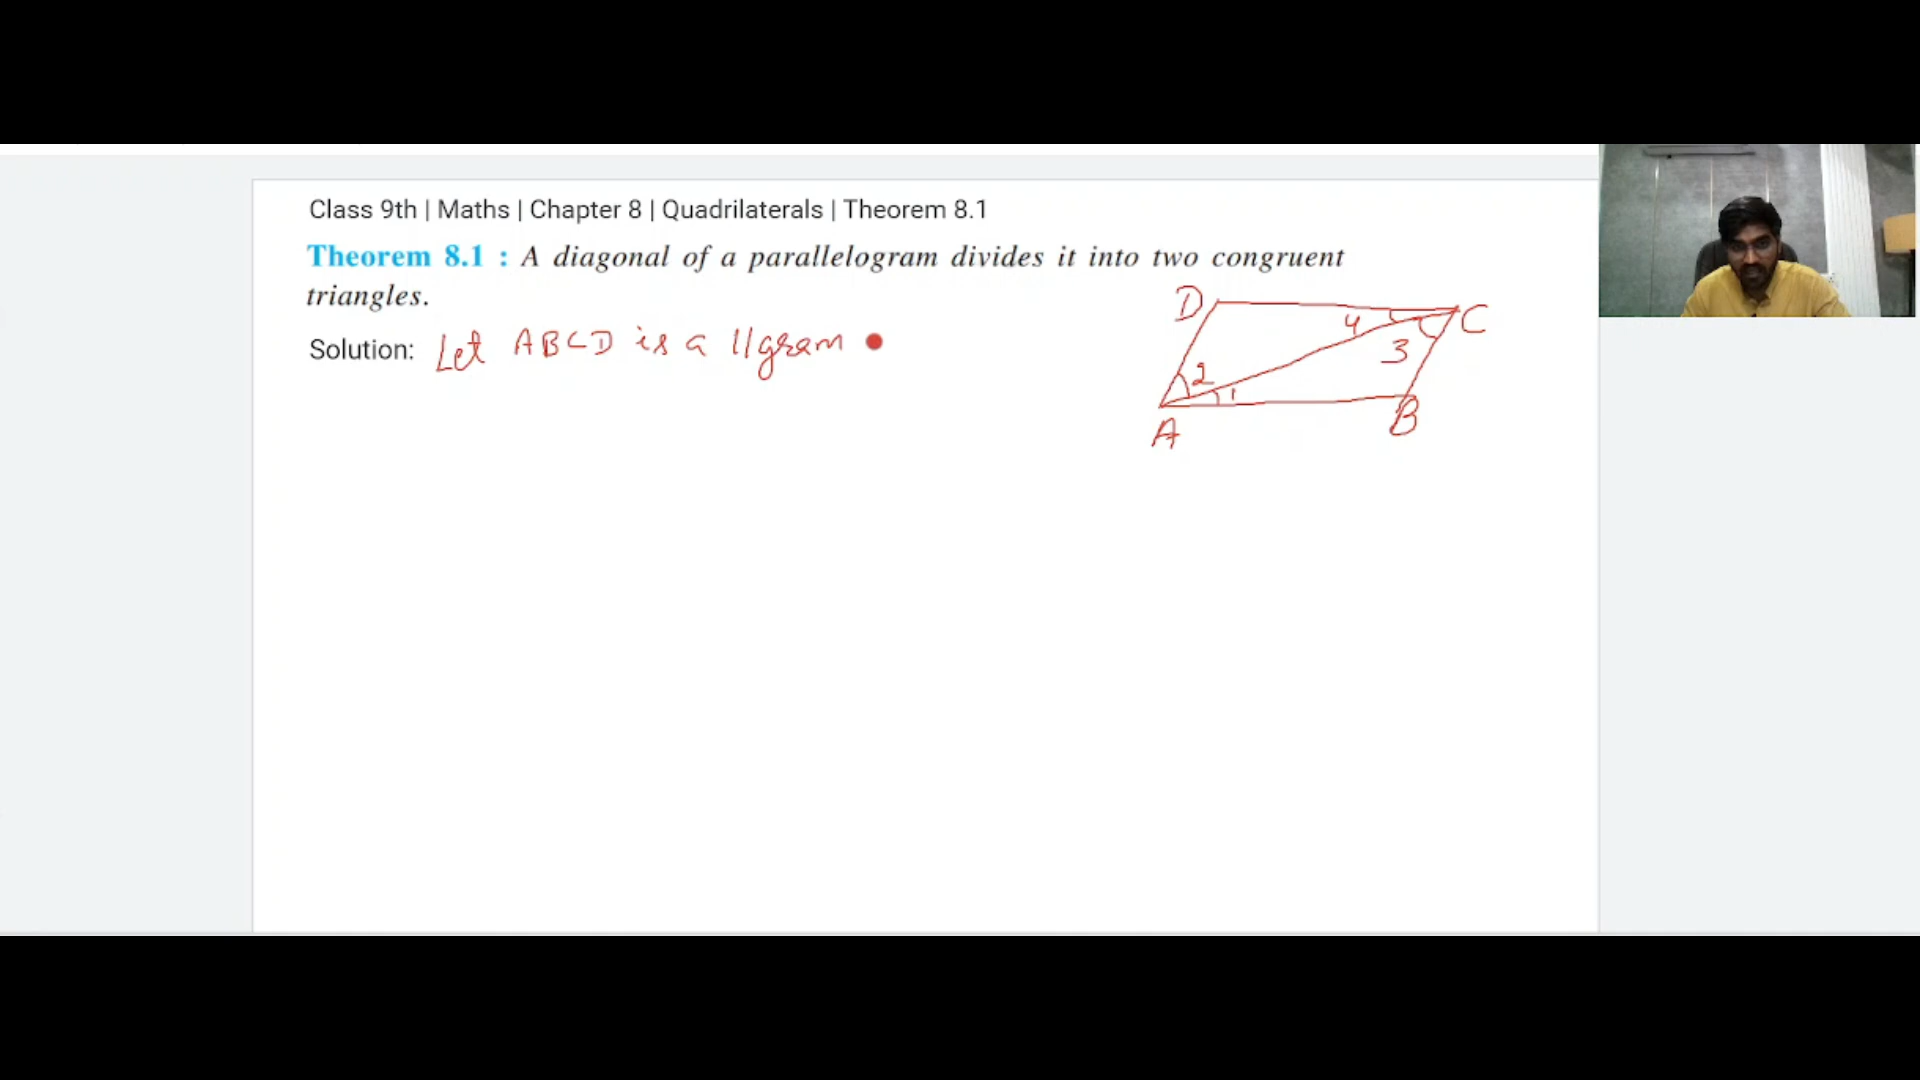 Class 9th | Maths | Chapter 8 | Quadrilaterals | Theorem 8.1
Theorem 8.1 : A diagonal of a parallelogram divides it into two congruent
triangles.
Solution: Let ABCD is a ||gram
D
C
4
3
2
1
A
B